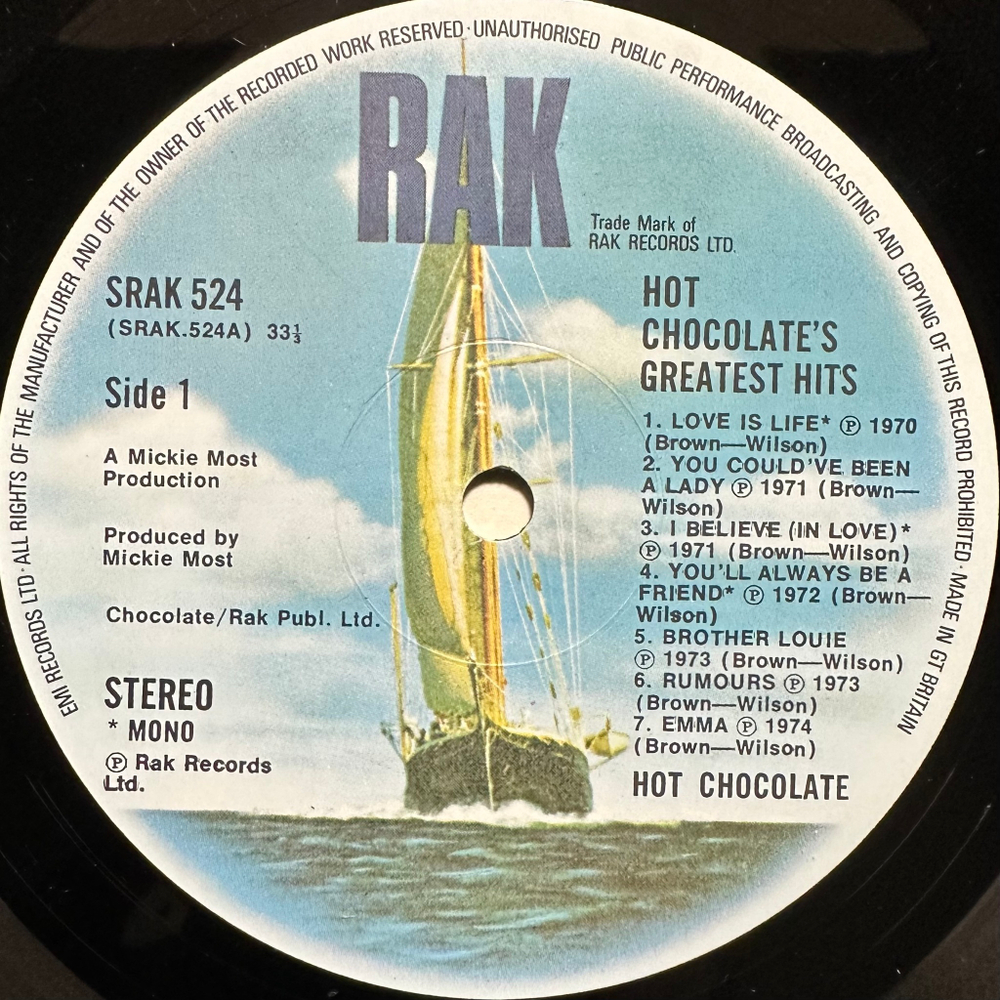 EMI RECORDS LTD · ALL RIGHTS OF THE MANUFACTURER AND OF THE OWNER OF THE RECORDED WORK RESERVED · UNAUTHORISED PUBLIC PERFORMANCE BROADCASTING AND COPYING OF THIS RECORD PROHIBITED · MADE IN GT BRITAIN
RAK
Trade Mark of
RAK RECORDS LTD.
SRAK 524
(SRAK.524A) 33⅓
Side 1
A Mickie Most
Production
Produced by
Mickie Most
Chocolate/Rak Publ. Ltd.
STEREO
* MONO
℗ Rak Records
Ltd.
HOT
CHOCOLATE'S
GREATEST HITS
1. LOVE IS LIFE* ℗ 1970
(Brown—Wilson)
2. YOU COULD'VE BEEN
A LADY ℗ 1971 (Brown—
Wilson)
3. I BELIEVE (IN LOVE)*
℗ 1971 (Brown—Wilson)
4. YOU'LL ALWAYS BE A
FRIEND* ℗ 1972 (Brown—
Wilson)
5. BROTHER LOUIE
℗ 1973 (Brown—Wilson)
6. RUMOURS ℗ 1973
(Brown—Wilson)
7. EMMA ℗ 1974
(Brown—Wilson)
HOT CHOCOLATE